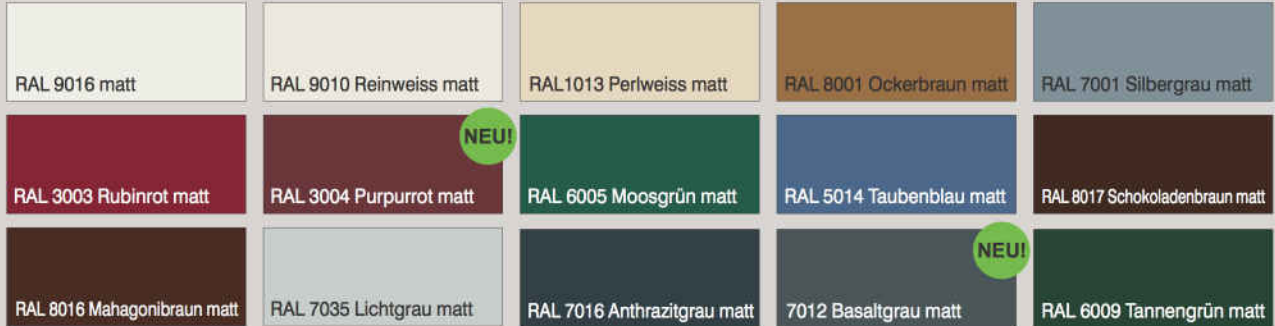 RAL 9016 matt
RAL 9010 Reinweiss matt
RAL1013 Perlweiss matt
RAL 8001 Ockerbraun matt
RAL 7001 Silbergrau matt
RAL 3003 Rubinrot matt
NEU!
RAL 3004 Purpurrot matt
RAL 6005 Moosgrün matt
RAL 5014 Taubenblau matt
RAL 8017 Schokoladenbraun matt
RAL 8016 Mahagonibraun matt
RAL 7035 Lichtgrau matt
RAL 7016 Anthrazitgrau matt
NEU!
7012 Basaltgrau matt
RAL 6009 Tannengrün matt